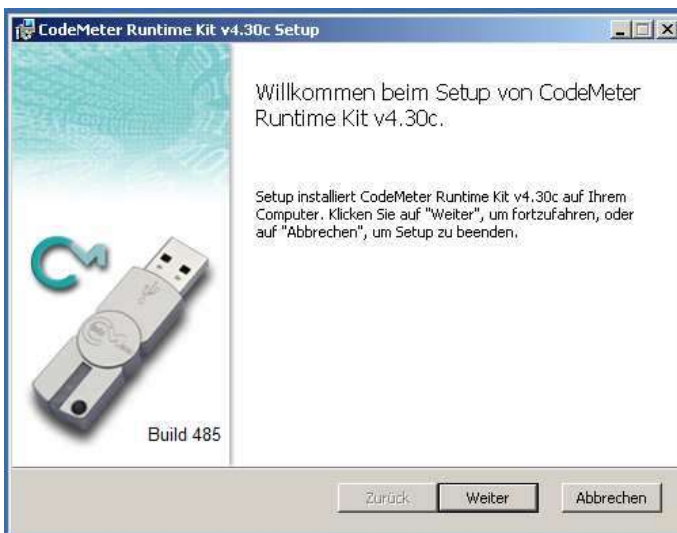 CodeMeter Runtime Kit v4.30c Setup
Willkommen beim Setup von CodeMeter
Runtime Kit v4.30c.
Setup installiert CodeMeter Runtime Kit v4.30c auf Ihrem
Computer. Klicken Sie auf "Weiter", um fortzufahren, oder
auf "Abbrechen", um Setup zu beenden.
Build 485
Zurück Weiter Abbrechen